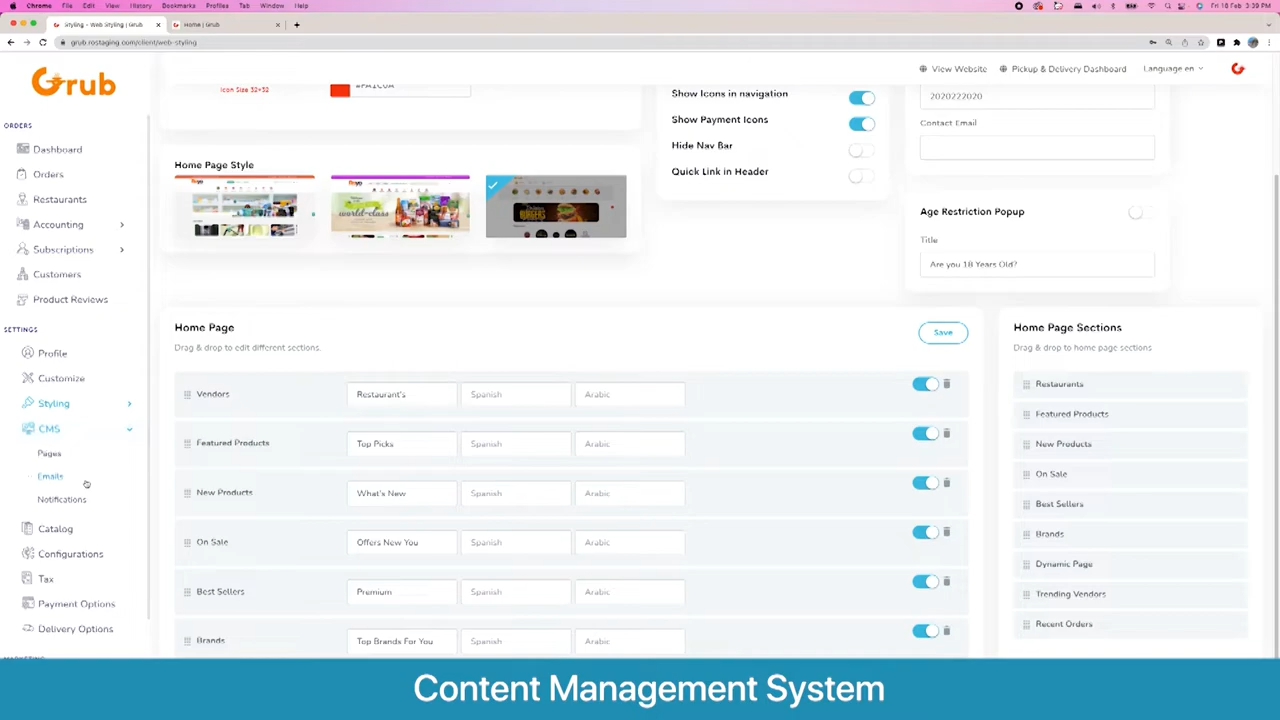 Chrome File Edit View History Bookmarks Profiles Tab Window Help
Fri 18 Feb 3:39 PM
Styling - Web Styling | Grub
Home | Grub
grub.rostaging.com/client/web-styling
Grub
View Website
Pickup & Delivery Dashboard
Language en
ORDERS
Dashboard
Orders
Restaurants
Accounting
Subscriptions
Customers
Product Reviews
SETTINGS
Profile
Customize
Styling
CMS
Pages
Emails
Notifications
Catalog
Configurations
Tax
Payment Options
Delivery Options
Icon Size 32x32
Show Icons in navigation
Show Payment Icons
Hide Nav Bar
Quick Link in Header
2020222020
Contact Email
Home Page Style
world-class
BURGERS
Age Restriction Popup
Title
Are you 18 Years Old?
Home Page
Drag & drop to edit different sections.
Save
Vendors Restaurant's Spanish Arabic
Featured Products Top Picks Spanish Arabic
New Products What's New Spanish Arabic
On Sale Offers New You Spanish Arabic
Best Sellers Premium Spanish Arabic
Brands Top Brands For You Spanish Arabic
Home Page Sections
Drag & drop to home page sections
Restaurants
Featured Products
New Products
On Sale
Best Sellers
Brands
Dynamic Page
Trending Vendors
Recent Orders
Content Management System